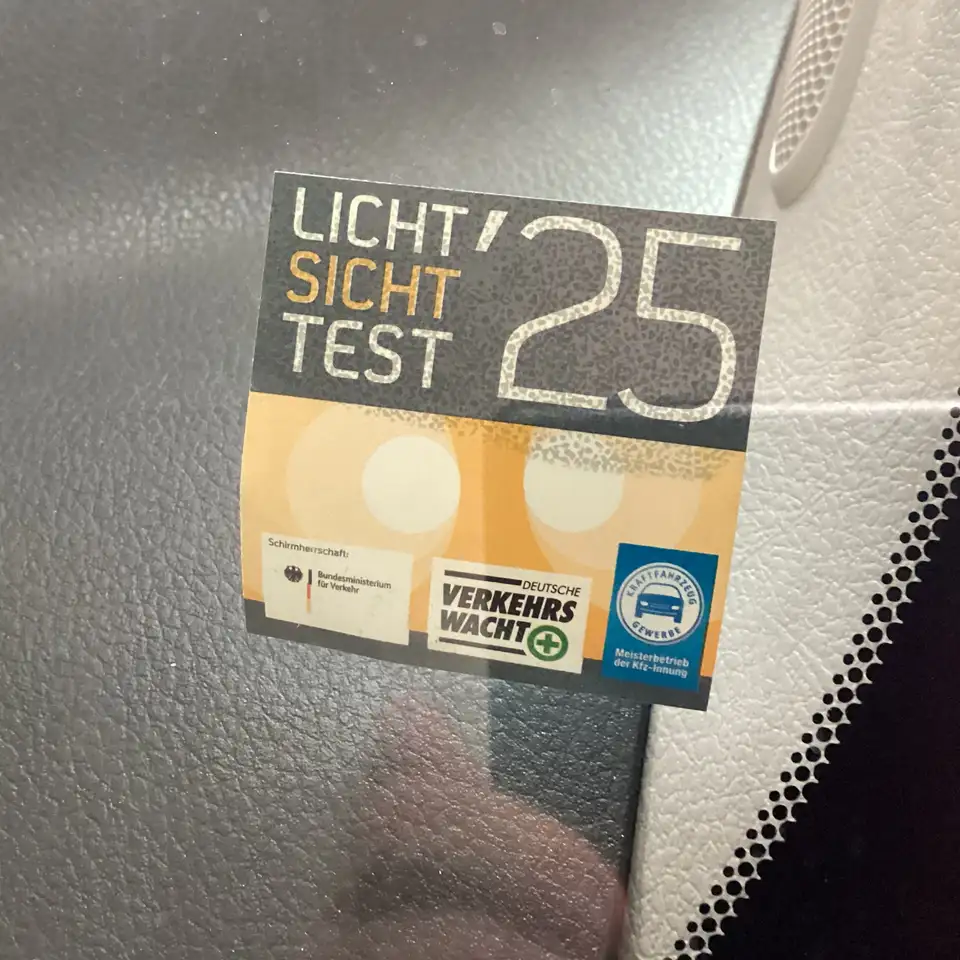 LICHT
SICHT
TEST
'25
Schirmherrschaft:
Bundesministerium
für Verkehr
DEUTSCHE
VERKEHRS
WACHT
KRAFTFAHRZEUG
GEWERBE
Meisterbetrieb
der Kfz-Innung